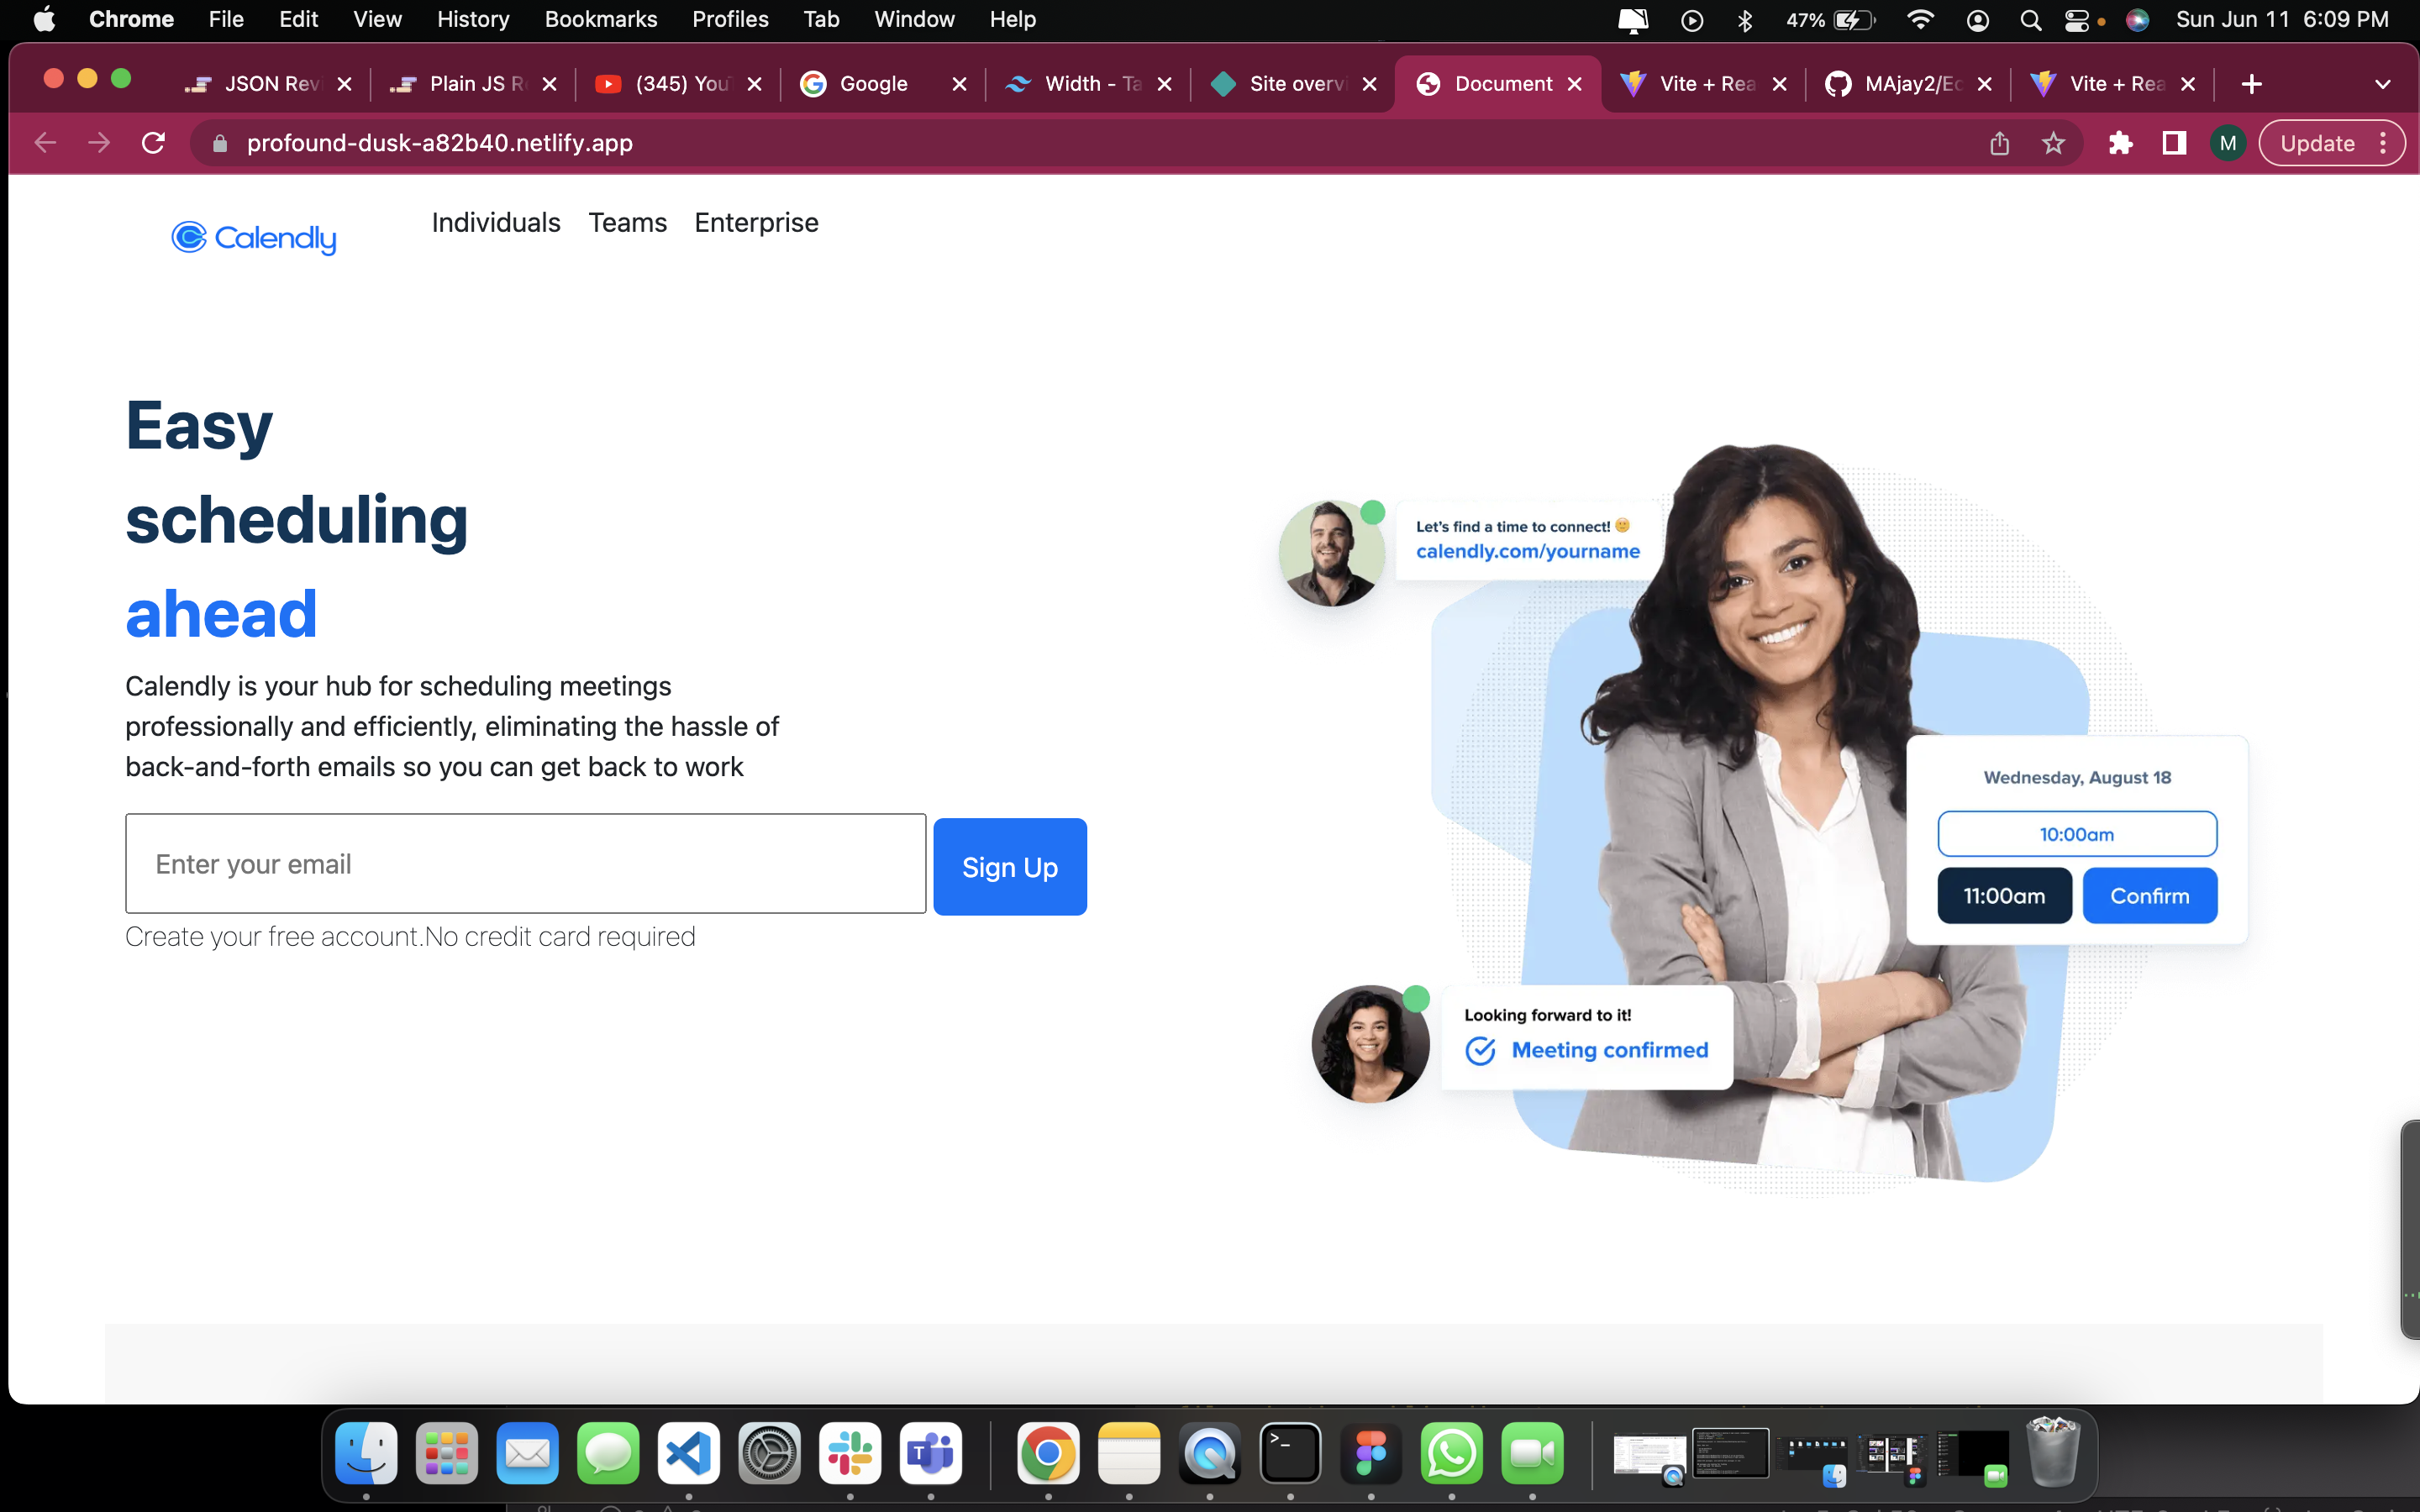 Chrome File Edit View History Bookmarks Profiles Tab Window Help 47% Sun Jun 11 6:09 PM
JSON Rev Plain JS R (345) You Google Width - Ta Site overv Document Vite + Rea MAjay2/Ec Vite + Rea
profound-dusk-a82b40.netlify.app M Update
Calendly Individuals Teams Enterprise
Easy
scheduling
ahead
Calendly is your hub for scheduling meetings
professionally and efficiently, eliminating the hassle of
back-and-forth emails so you can get back to work
Enter your email Sign Up
Create your free account.No credit card required
Let's find a time to connect! 🙂
calendly.com/yourname
Wednesday, August 18
10:00am
11:00am Confirm
Looking forward to it!
Meeting confirmed